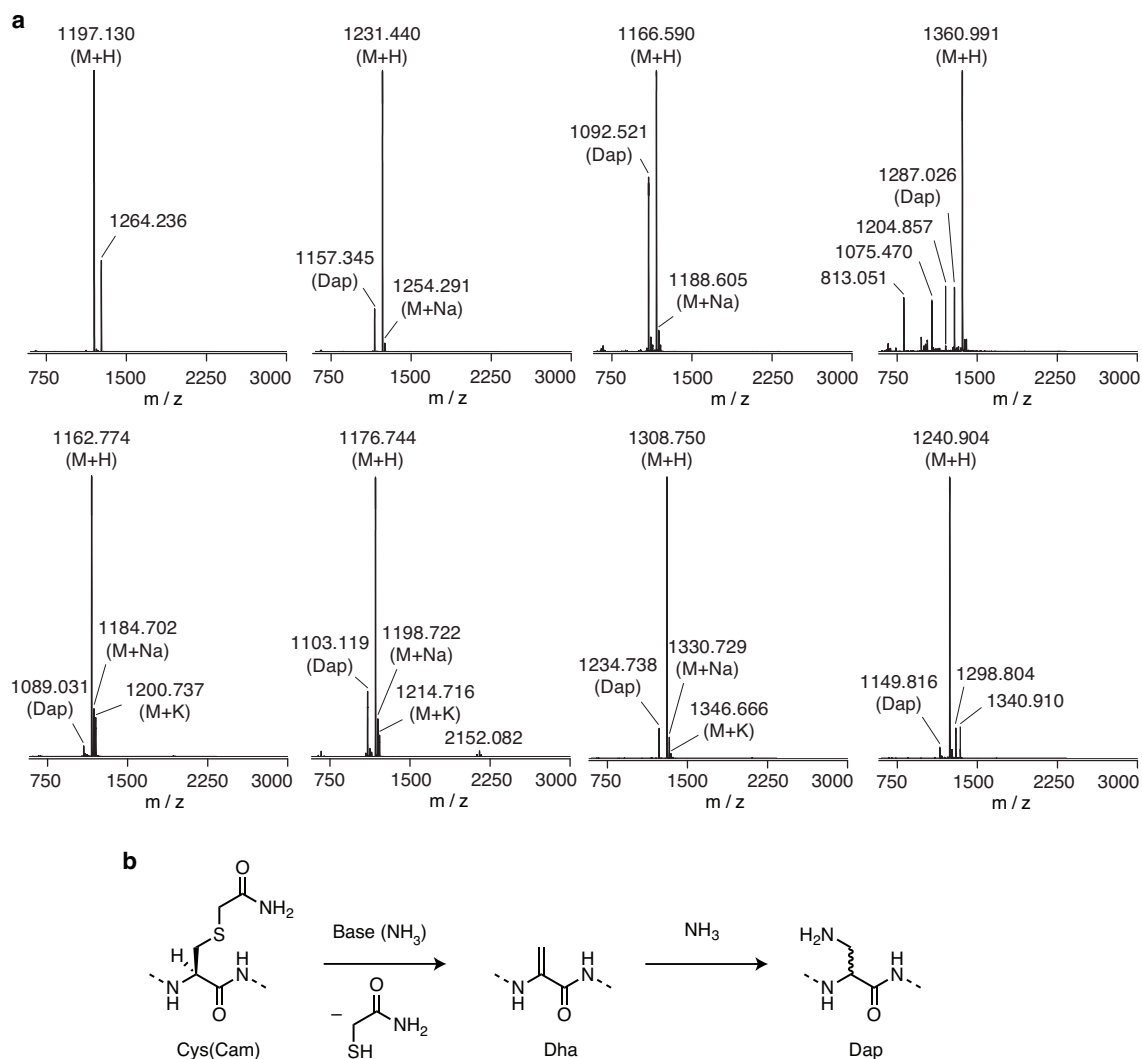 a
1197.130
(M+H)
1264.236
750 1500 2250 3000
m / z
1231.440
(M+H)
1157.345
(Dap)
1254.291
(M+Na)
750 1500 2250 3000
m / z
1166.590
(M+H)
1092.521
(Dap)
1188.605
(M+Na)
750 1500 2250 3000
m / z
1360.991
(M+H)
1287.026
(Dap)
1204.857
1075.470
813.051
750 1500 2250 3000
m / z
1162.774
(M+H)
1184.702
(M+Na)
1089.031
(Dap)
1200.737
(M+K)
750 1500 2250 3000
m / z
1176.744
(M+H)
1103.119
(Dap)
1198.722
(M+Na)
1214.716
(M+K)
2152.082
750 1500 2250 3000
m / z
1308.750
(M+H)
1234.738
(Dap)
1330.729
(M+Na)
1346.666
(M+K)
750 1500 2250 3000
m / z
1240.904
(M+H)
1149.816
(Dap)
1298.804
1340.910
750 1500 2250 3000
m / z
b
O
NH2
S
H
N
H
O
H
N
Cys(Cam)
Base (NH3)
–
O
NH2
SH
N
H
O
H
N
Dha
NH3
H2N
N
H
O
H
N
Dap